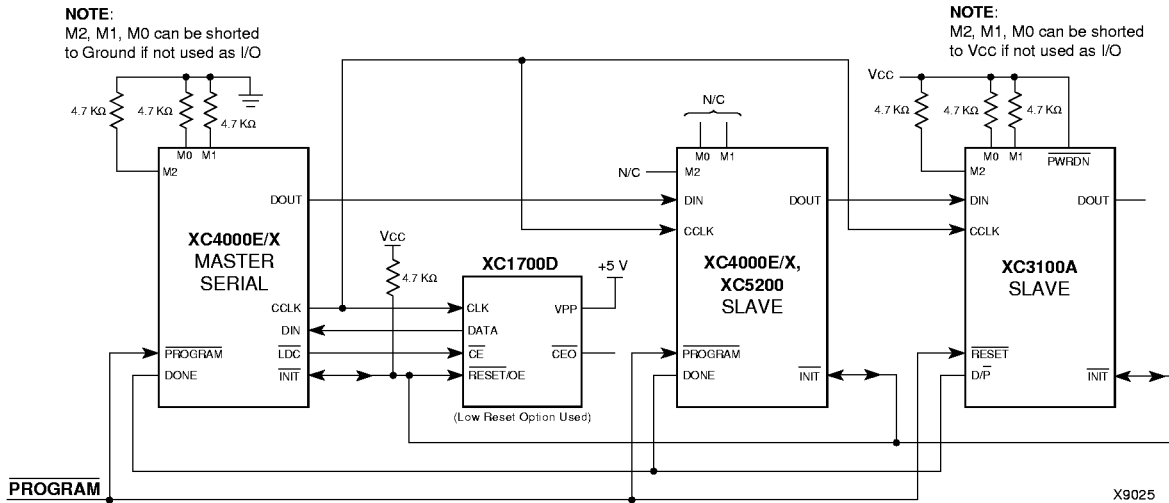 NOTE:
M2, M1, M0 can be shorted
to Ground if not used as I/O
NOTE:
M2, M1, M0 can be shorted
to VCC if not used as I/O
N/C
VCC
4.7 KΩ
4.7 KΩ
4.7 KΩ
4.7 KΩ
4.7 KΩ
4.7 KΩ
M0
M1
M2
M0
M1
N/C
M2
M0
M1
PWRDN
M2
DOUT
DIN
DOUT
DIN
DOUT
CCLK
CCLK
XC4000E/X
MASTER
SERIAL
VCC
4.7 KΩ
XC1700D
+5 V
XC4000E/X,
XC5200
SLAVE
XC3100A
SLAVE
CCLK
CLK
VPP
DIN
DATA
PROGRAM
LDC
CE
CEO
PROGRAM
RESET
DONE
INIT
RESET/OE
DONE
INIT
D/P
INIT
(Low Reset Option Used)
PROGRAM
X9025